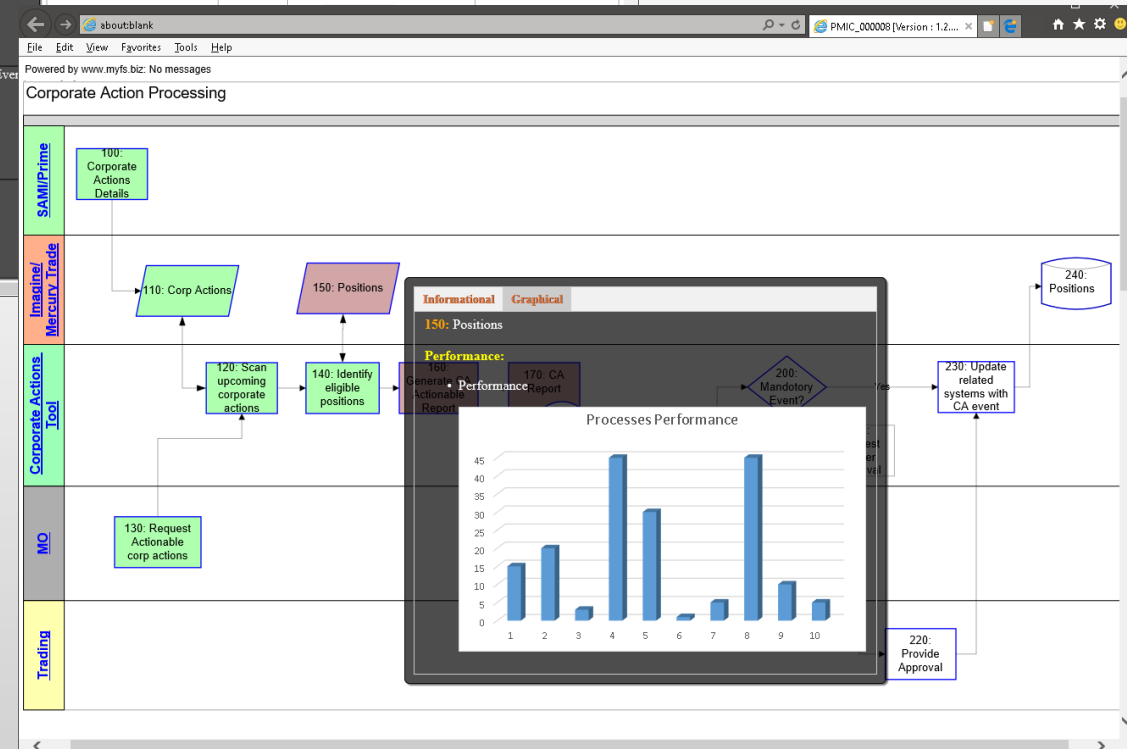 about:blank
PMIC_000008 [Version : 1.2....
File Edit View Favorites Tools Help
Powered by www.myfs.biz: No messages
Corporate Action Processing
SAMI/Prime
100:
Corporate
Actions
Details
Imagine/
Mercury Trade
110: Corp Actions
150: Positions
240:
Positions
Corporate Actions
Tool
120: Scan
upcoming
corporate
actions
140: Identify
eligible
positions
160:
Generate CA
Actionable
Report
170: CA
Report
200:
Mandatory
Event?
Yes
230: Update
related
systems with
CA event
MO
130: Request
Actionable
corp actions
Trading
220:
Provide
Approval
Informational Graphical
150: Positions
Performance:
• Performance
Processes Performance
45
40
35
30
25
20
15
10
5
0
1 2 3 4 5 6 7 8 9 10